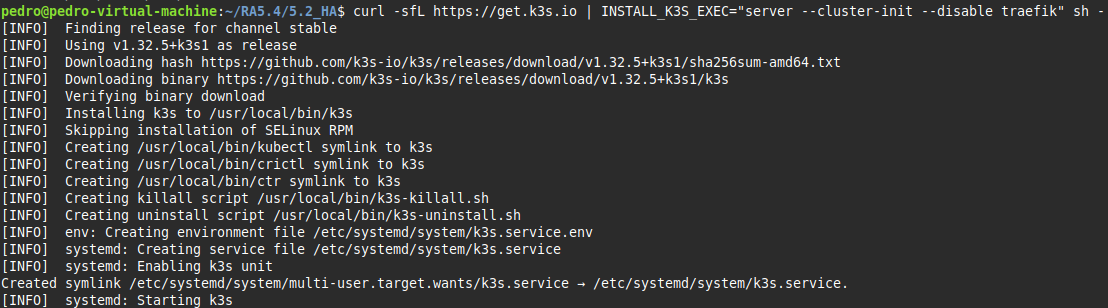 pedro@pedro-virtual-machine:~/RA5.4/5.2_HA$ curl -sfL https://get.k3s.io | INSTALL_K3S_EXEC="server --cluster-init --disable traefik" sh -
[INFO]  Finding release for channel stable
[INFO]  Using v1.32.5+k3s1 as release
[INFO]  Downloading hash https://github.com/k3s-io/k3s/releases/download/v1.32.5+k3s1/sha256sum-amd64.txt
[INFO]  Downloading binary https://github.com/k3s-io/k3s/releases/download/v1.32.5+k3s1/k3s
[INFO]  Verifying binary download
[INFO]  Installing k3s to /usr/local/bin/k3s
[INFO]  Skipping installation of SELinux RPM
[INFO]  Creating /usr/local/bin/kubectl symlink to k3s
[INFO]  Creating /usr/local/bin/crictl symlink to k3s
[INFO]  Creating /usr/local/bin/ctr symlink to k3s
[INFO]  Creating killall script /usr/local/bin/k3s-killall.sh
[INFO]  Creating uninstall script /usr/local/bin/k3s-uninstall.sh
[INFO]  env: Creating environment file /etc/systemd/system/k3s.service.env
[INFO]  systemd: Creating service file /etc/systemd/system/k3s.service
[INFO]  systemd: Enabling k3s unit
Created symlink /etc/systemd/system/multi-user.target.wants/k3s.service → /etc/systemd/system/k3s.service.
[INFO]  systemd: Starting k3s